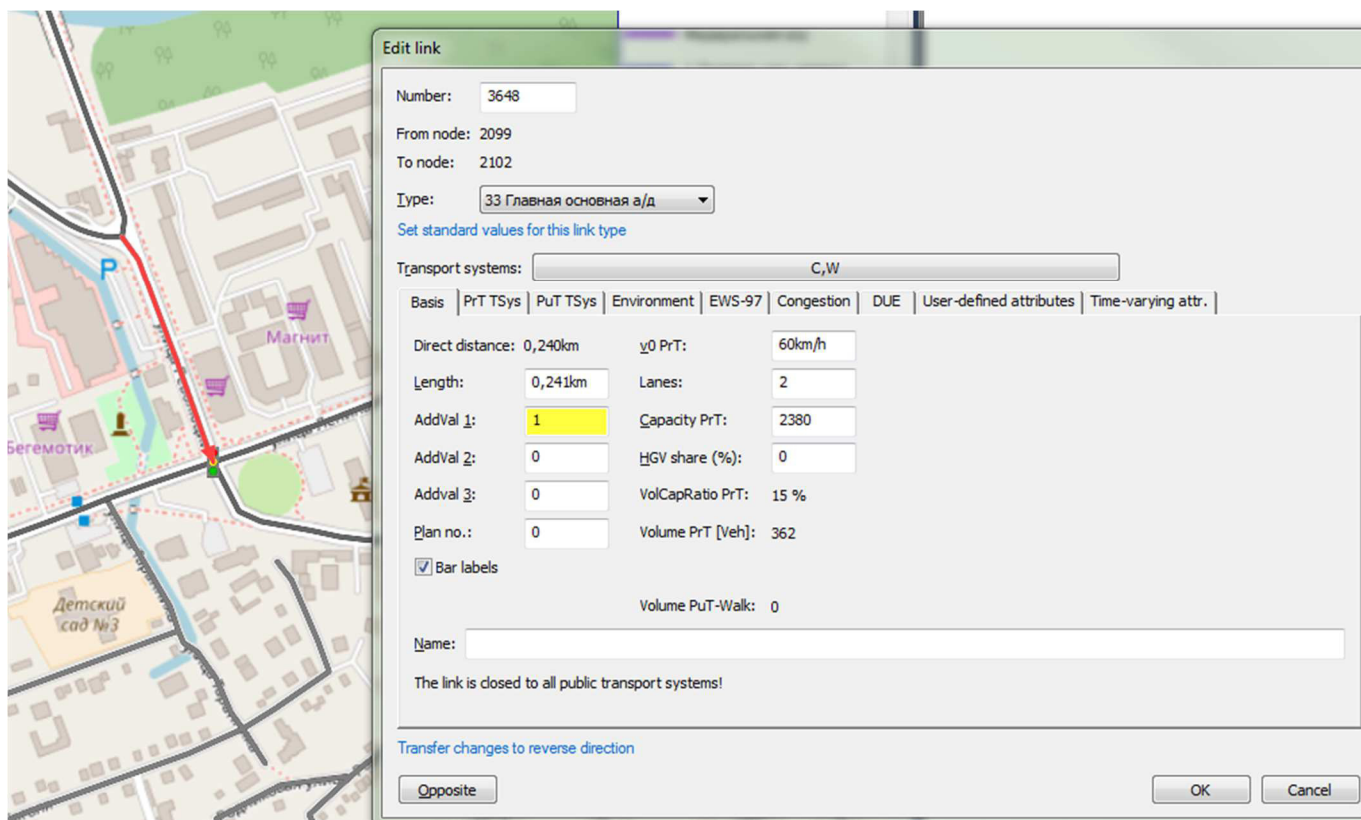 Edit link
Number: 3648
From node: 2099
To node: 2102
Type: 33 Главная основная а/д
Set standard values for this link type
Transport systems: C,W
Basis PrT TSys PuT TSys Environment EWS-97 Congestion DUE User-defined attributes Time-varying attr.
Direct distance: 0,240km v0 PrT: 60km/h
Length: 0,241km Lanes: 2
AddVal 1: 1 Capacity PrT: 2380
AddVal 2: 0 HGV share (%): 0
Addval 3: 0 VolCapRatio PrT: 15 %
Plan no.: 0 Volume PrT [Veh]: 362
Bar labels
Volume PuT-Walk: 0
Name:
The link is closed to all public transport systems!
Transfer changes to reverse direction
Opposite OK Cancel
P
Магнит
Бегемотик
Детский
сад №3